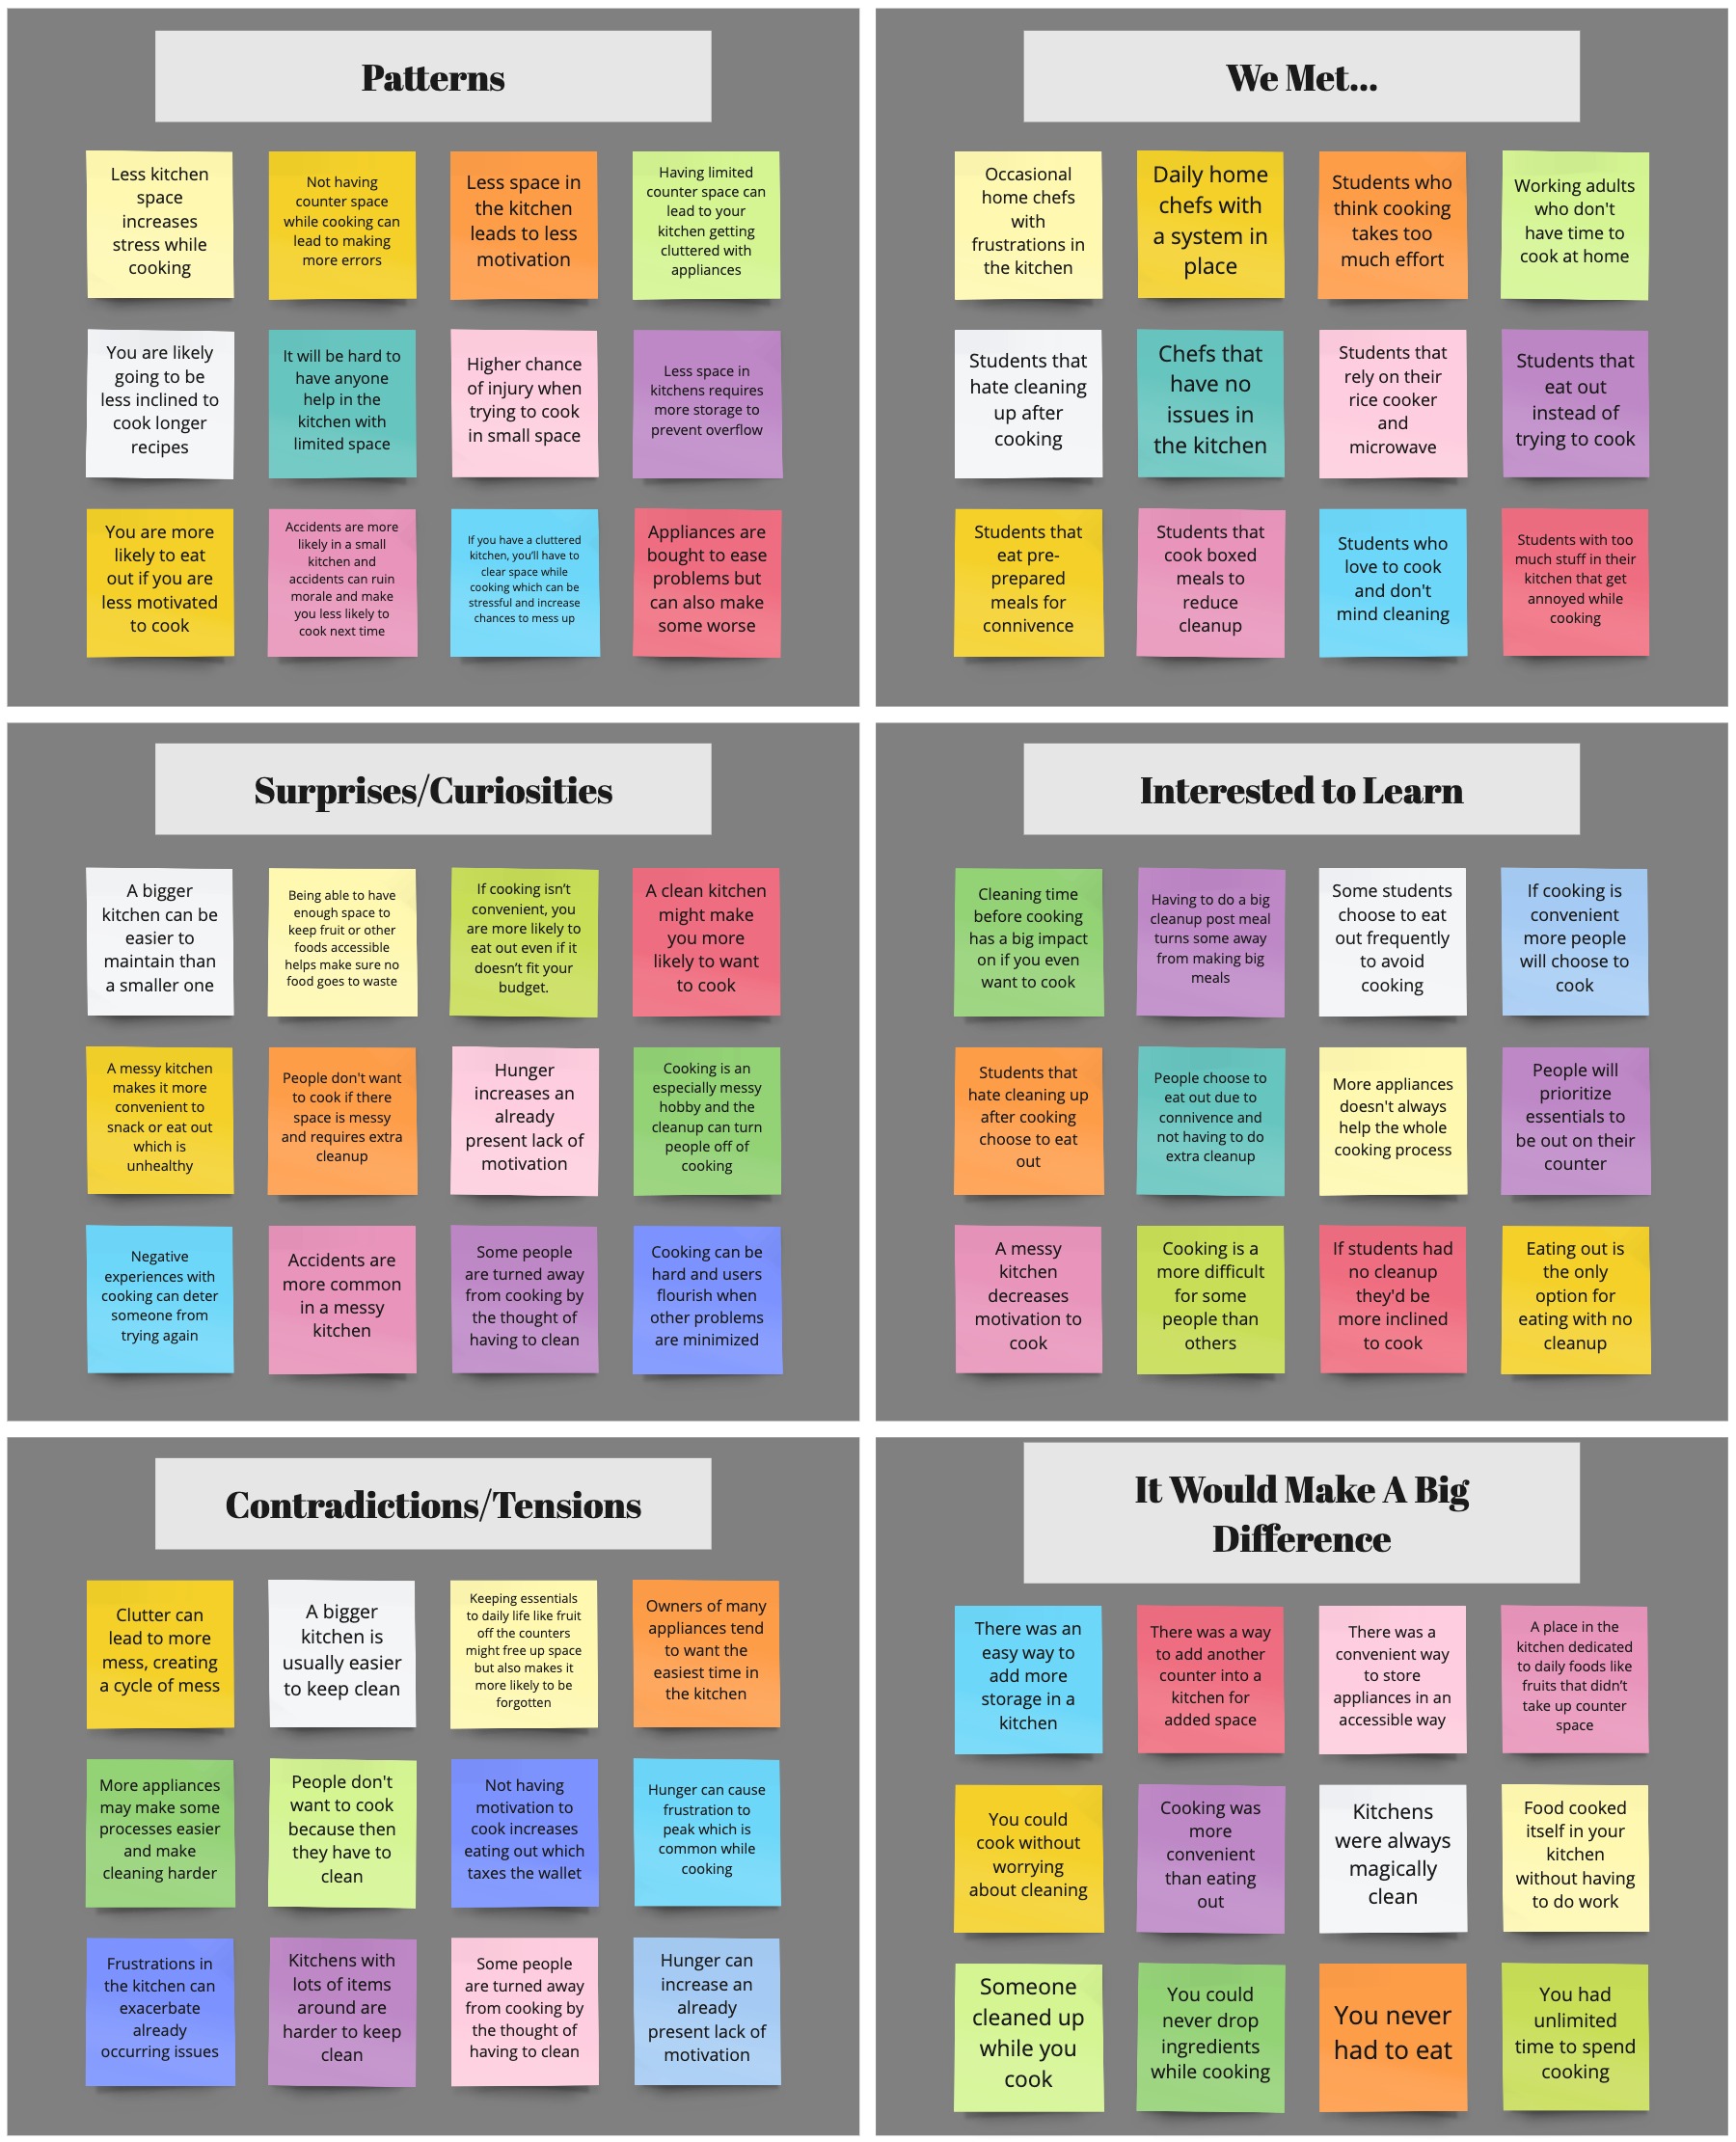 Patterns
Less kitchen
space
increases
stress while
cooking
Not having
counter space
while cooking can
lead to making
more errors
Less space in
the kitchen
leads to less
motivation
Having limited
counter space can
lead to your
kitchen getting
cluttered with
appliances
You are likely
going to be
less inclined to
cook longer
recipes
It will be hard to
have anyone
help in the
kitchen with
limited space
Higher chance
of injury when
trying to cook
in small space
Less space in
kitchens requires
more storage to
prevent overflow
You are more
likely to eat
out if you are
less motivated
to cook
Accidents are more
likely in a small
kitchen and
accidents can ruin
morale and make
you less likely to
cook next time
If you have a cluttered
kitchen, you'll have to
clear space while
cooking which can be
stressful and increase
chances to mess up
Appliances are
bought to ease
problems but
can also make
some worse
We Met...
Occasional
home chefs
with
frustrations in
the kitchen
Daily home
chefs with
a system in
place
Students who
think cooking
takes too
much effort
Working adults
who don't
have time to
cook at home
Students that
hate cleaning
up after
cooking
Chefs that
have no
issues in
the kitchen
Students that
rely on their
rice cooker
and
microwave
Students that
eat out
instead of
trying to cook
Students that
eat pre-
prepared
meals for
connivence
Students that
cook boxed
meals to
reduce
cleanup
Students who
love to cook
and don't
mind cleaning
Students with too
much stuff in their
kitchen that get
annoyed while
cooking
Surprises/Curiosities
A bigger
kitchen can be
easier to
maintain than
a smaller one
Being able to have
enough space to
keep fruit or other
foods accessible
helps make sure no
food goes to waste
If cooking isn't
convenient, you
are more likely to
eat out even if it
doesn't fit your
budget.
A clean kitchen
might make
you more
likely to want
to cook
A messy kitchen
makes it more
convenient to
snack or eat out
which is
unhealthy
People don't want
to cook if there
space is messy
and requires extra
cleanup
Hunger
increases an
already
present lack of
motivation
Cooking is an
especially messy
hobby and the
cleanup can turn
people off of
cooking
Negative
experiences with
cooking can deter
someone from
trying again
Accidents are
more common
in a messy
kitchen
Some people
are turned away
from cooking by
the thought of
having to clean
Cooking can be
hard and users
flourish when
other problems
are minimized
Interested to Learn
Cleaning time
before cooking
has a big impact
on if you even
want to cook
Having to do a big
cleanup post meal
turns some away
from making big
meals
Some students
choose to eat
out frequently
to avoid
cooking
If cooking is
convenient
more people
will choose to
cook
Students that
hate cleaning up
after cooking
choose to eat
out
People choose to
eat out due to
connivence and
not having to do
extra cleanup
More appliances
doesn't always
help the whole
cooking process
People will
prioritize
essentials to
be out on their
counter
A messy
kitchen
decreases
motivation to
cook
Cooking is a
more difficult
for some
people than
others
If students had
no cleanup
they'd be
more inclined
to cook
Eating out is
the only
option for
eating with no
cleanup
Contradictions/Tensions
Clutter can
lead to more
mess, creating
a cycle of mess
A bigger
kitchen is
usually easier
to keep clean
Keeping essentials
to daily life like fruit
off the counters
might free up space
but also makes it
more likely to be
forgotten
Owners of many
appliances tend
to want the
easiest time in
the kitchen
More appliances
may make some
processes easier
and make
cleaning harder
People don't
want to cook
because then
they have to
clean
Not having
motivation to
cook increases
eating out which
taxes the wallet
Hunger can cause
frustration to
peak which is
common while
cooking
Frustrations in
the kitchen can
exacerbate
already
occurring issues
Kitchens with
lots of items
around are
harder to keep
clean
Some people
are turned away
from cooking by
the thought of
having to clean
Hunger can
increase an
already
present lack of
motivation
It Would Make A Big
Difference
There was an
easy way to
add more
storage in a
kitchen
There was a way
to add another
counter into a
kitchen for
added space
There was a
convenient way
to store
appliances in an
accessible way
A place in the
kitchen dedicated
to daily foods like
fruits that didn't
take up counter
space
You could
cook without
worrying
about cleaning
Cooking was
more
convenient
than eating
out
Kitchens
were always
magically
clean
Food cooked
itself in your
kitchen
without having
to do work
Someone
cleaned up
while you
cook
You could
never drop
ingredients
while cooking
You never
had to eat
You had
unlimited
time to spend
cooking